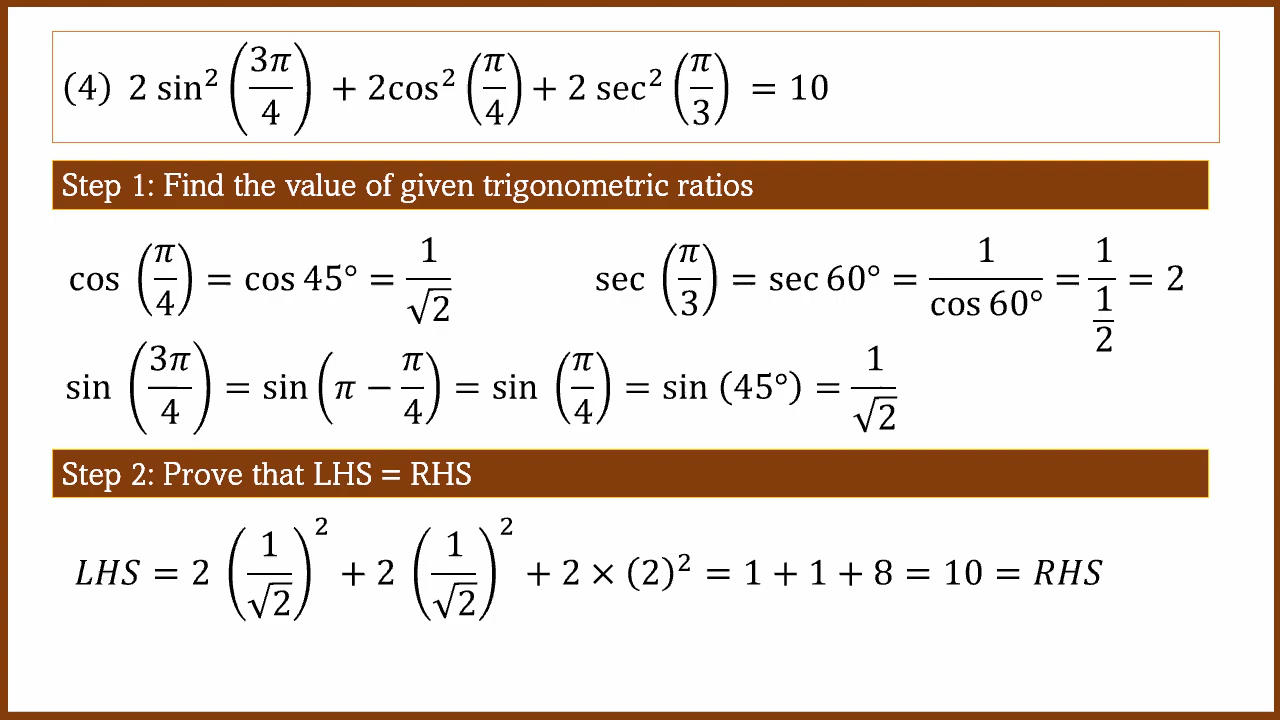 (4) 2 sin² (3π/4) + 2cos² (π/4) + 2 sec² (π/3) = 10
Step 1: Find the value of given trigonometric ratios
cos (π/4) = cos 45° = 1/√2
sec (π/3) = sec 60° = 1/cos 60° = 1/(1/2) = 2
sin (3π/4) = sin (π − π/4) = sin (π/4) = sin (45°) = 1/√2
Step 2: Prove that LHS = RHS
LHS = 2 (1/√2)² + 2 (1/√2)² + 2 × (2)² = 1 + 1 + 8 = 10 = RHS